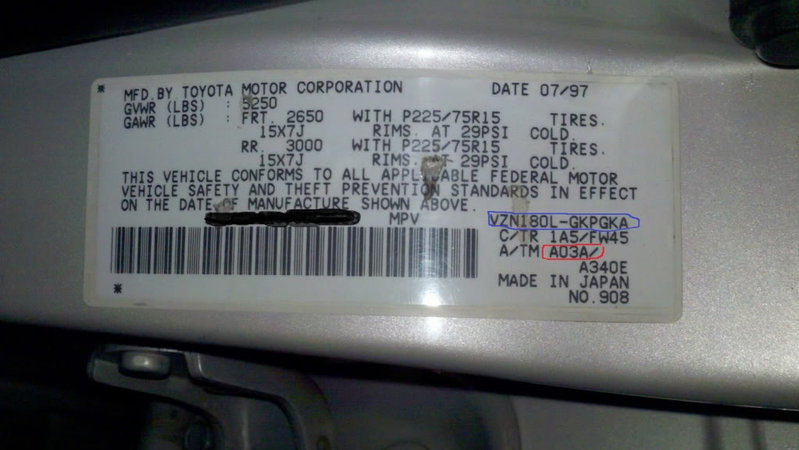 MFD.BY TOYOTA MOTOR CORPORATION DATE 07/97
GVWR (LBS) : 5250
GAWR (LBS) : FRT. 2650 WITH P225/75R15 TIRES.
15X7J RIMS. AT 29PSI COLD.
RR. 3000 WITH P225/75R15 TIRES.
15X7J RIMS. AT 29PSI COLD.
THIS VEHICLE CONFORMS TO ALL APPLICABLE FEDERAL MOTOR
VEHICLE SAFETY AND THEFT PREVENTION STANDARDS IN EFFECT
ON THE DATE OF MANUFACTURE SHOWN ABOVE.
MPV VZN180L-GKPGKA
C/TR 1A5/FW45
A/TM A03A/
A340E
MADE IN JAPAN
NO.908